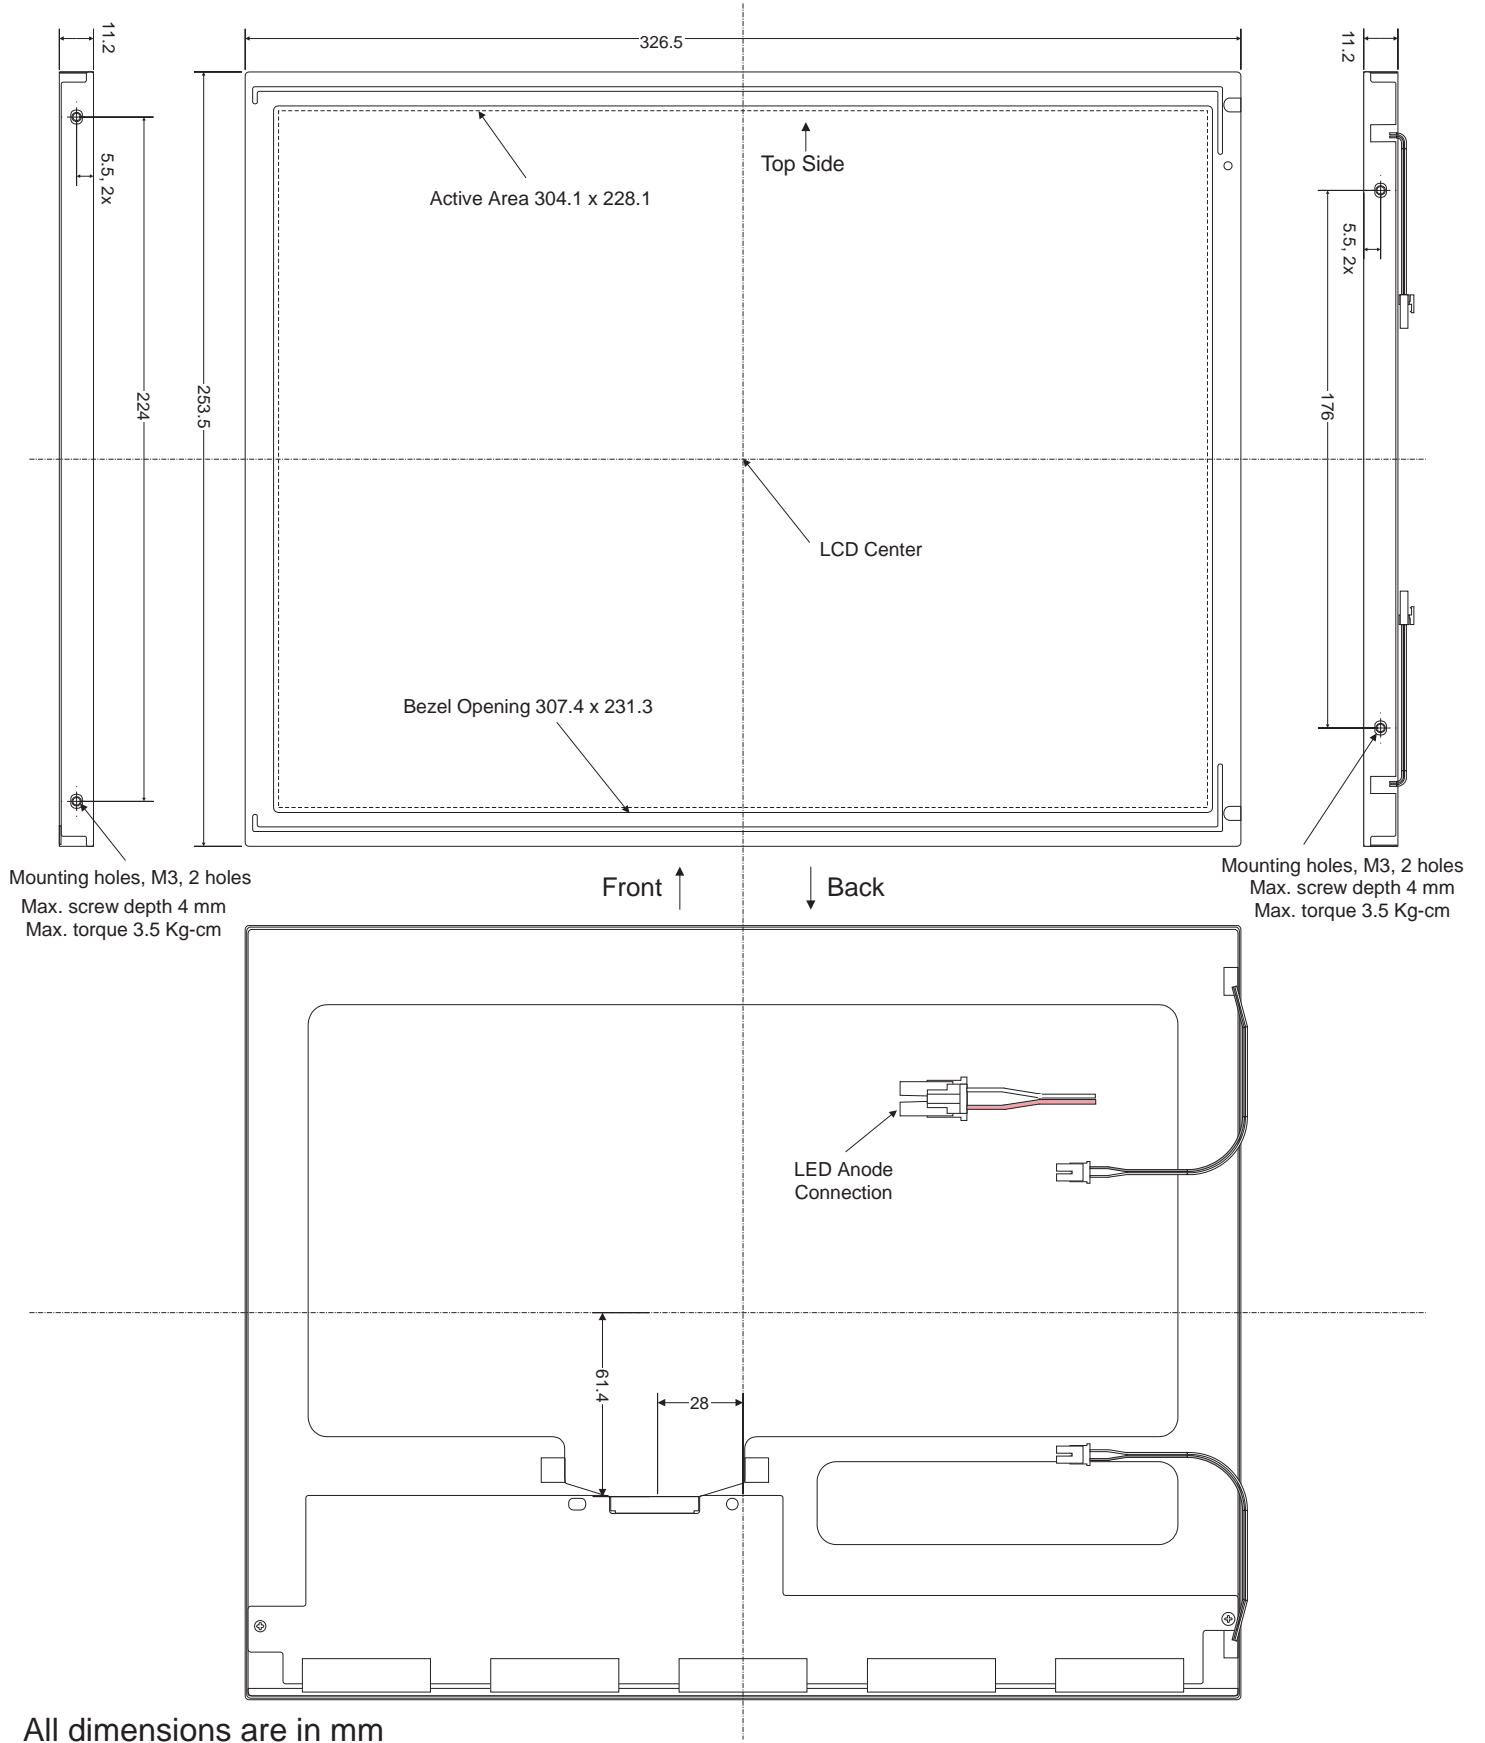 11.2
326.5
11.2
Top Side
5.5, 2x
Active Area 304.1 x 228.1
5.5, 2x
224
253.5
176
LCD Center
Bezel Opening 307.4 x 231.3
Mounting holes, M3, 2 holes
Max. screw depth 4 mm
Max. torque 3.5 Kg-cm
Front
Back
Mounting holes, M3, 2 holes
Max. screw depth 4 mm
Max. torque 3.5 Kg-cm
LED Anode
Connection
61.4
28
All dimensions are in mm